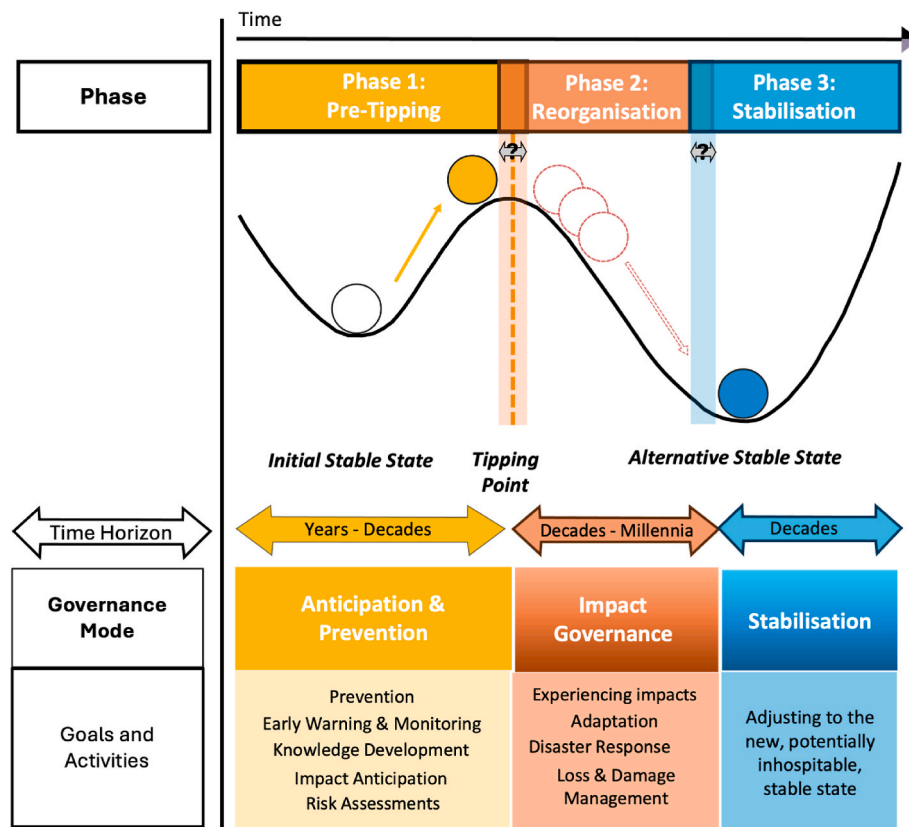 Time
Phase
Phase 1:
Pre-Tipping
Phase 2:
Reorganisation
Phase 3:
Stabilisation
?
?
Initial Stable State
Tipping
Point
Alternative Stable State
Time Horizon
Years - Decades
Decades - Millennia
Decades
Governance
Mode
Anticipation &
Prevention
Impact
Governance
Stabilisation
Goals and
Activities
Prevention
Early Warning & Monitoring
Knowledge Development
Impact Anticipation
Risk Assessments
Experiencing impacts
Adaptation
Disaster Response
Loss & Damage
Management
Adjusting to the
new, potentially
inhospitable,
stable state